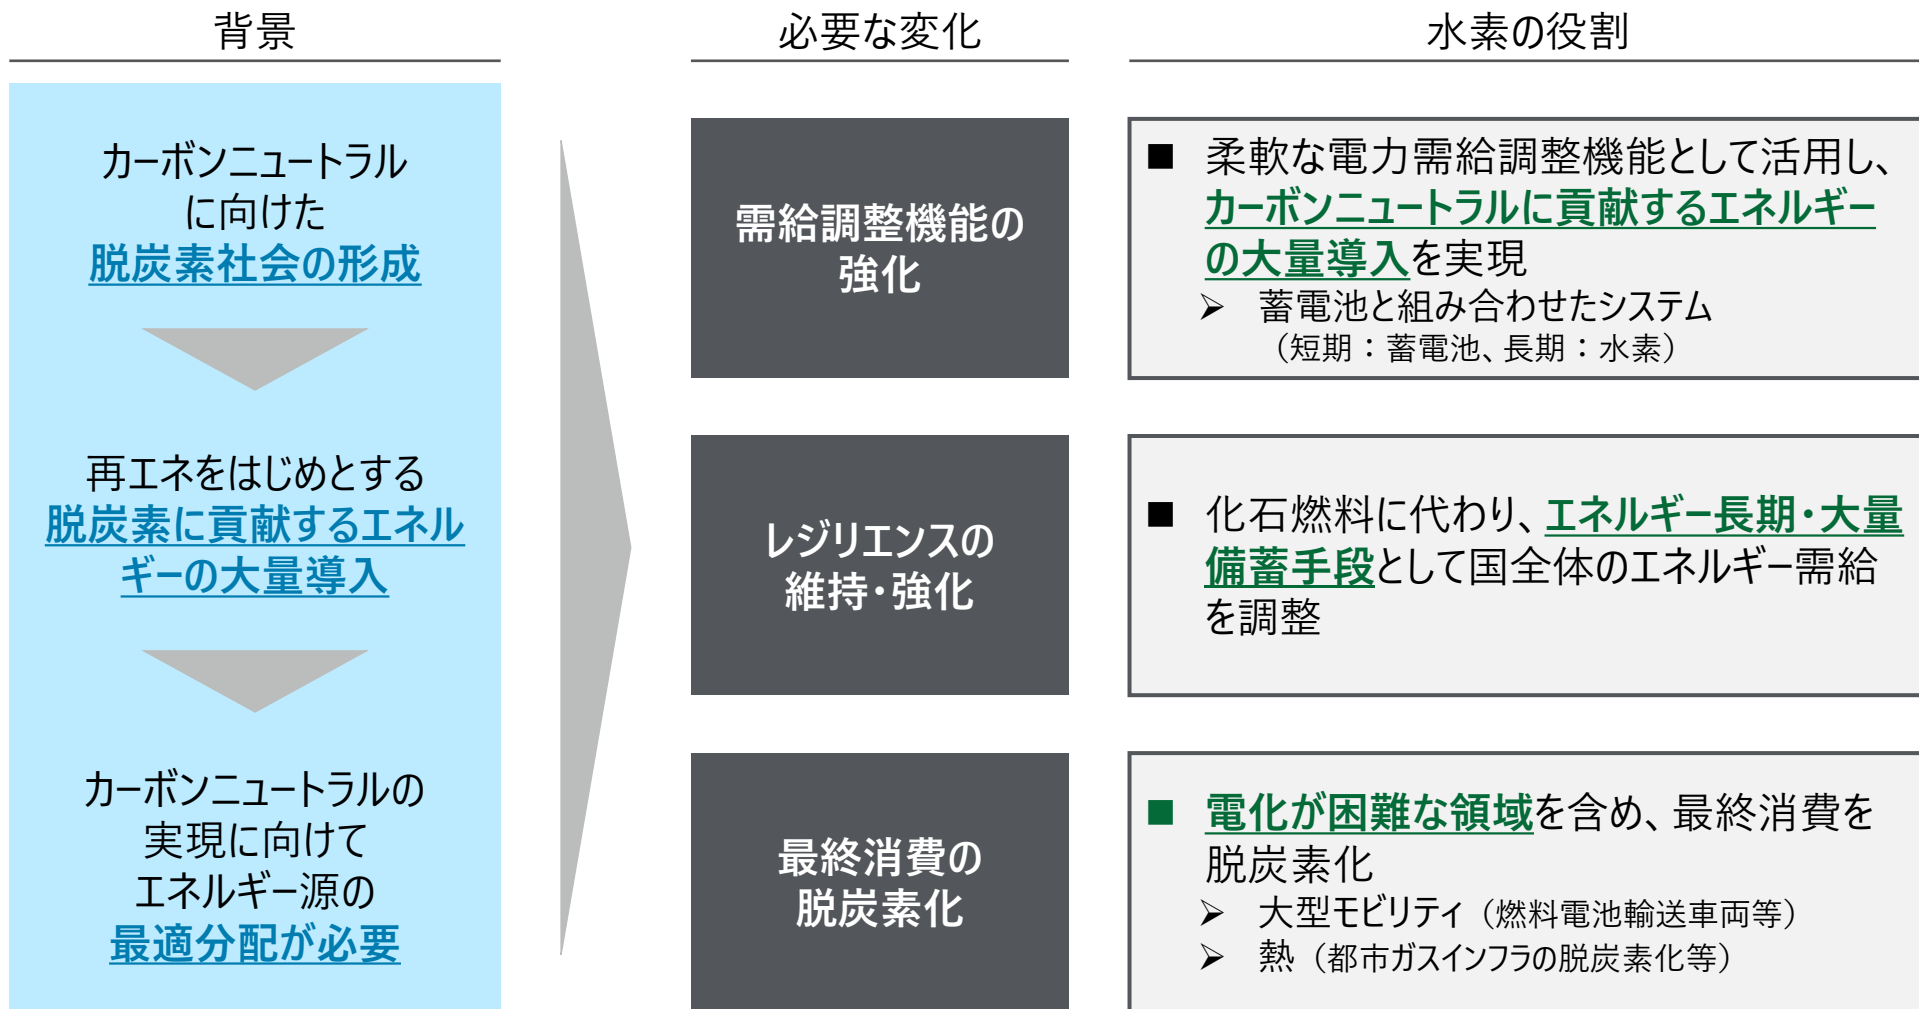 背景
必要な変化
水素の役割
カーボンニュートラル
に向けた
脱炭素社会の形成
再エネをはじめとする
脱炭素に貢献するエネル
ギーの大量導入
カーボンニュートラルの
実現に向けて
エネルギー源の
最適分配が必要
需給調整機能の
強化
■ 柔軟な電力需給調整機能として活用し、
カーボンニュートラルに貢献するエネルギー
の大量導入を実現
➢ 蓄電池と組み合わせたシステム
（短期：蓄電池、長期：水素）
レジリエンスの
維持・強化
■ 化石燃料に代わり、エネルギー長期・大量
備蓄手段として国全体のエネルギー需給
を調整
最終消費の
脱炭素化
■ 電化が困難な領域を含め、最終消費を
脱炭素化
➢ 大型モビリティ（燃料電池輸送車両等）
➢ 熱（都市ガスインフラの脱炭素化等）